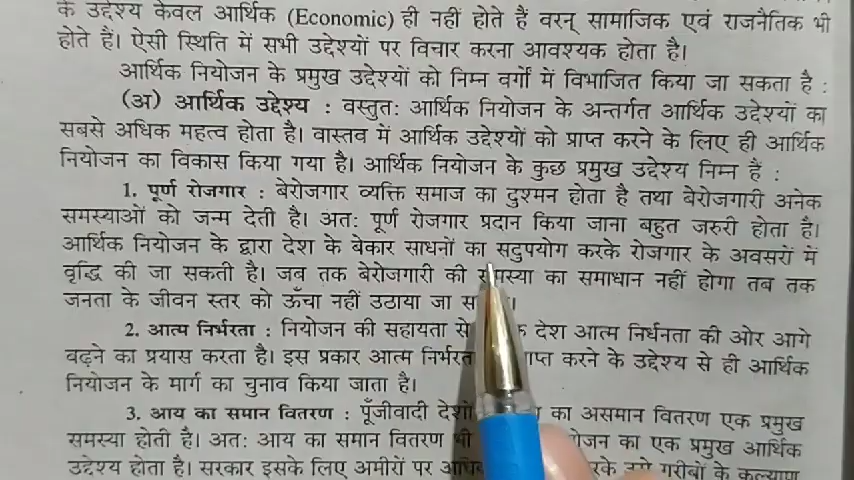 के उद्देश्य केवल आर्थिक (Economic) ही नहीं होते हैं वरन् सामाजिक एवं राजनैतिक भी
होते हैं। ऐसी स्थिति में सभी उद्देश्यों पर विचार करना आवश्यक होता है।
आर्थिक नियोजन के प्रमुख उद्देश्यों को निम्न वर्गों में विभाजित किया जा सकता है :
(अ) आर्थिक उद्देश्य : वस्तुतः आर्थिक नियोजन के अन्तर्गत आर्थिक उद्देश्यों का
सबसे अधिक महत्व होता है। वास्तव में आर्थिक उद्देश्यों को प्राप्त करने के लिए ही आर्थिक
नियोजन का विकास किया गया है। आर्थिक नियोजन के कुछ प्रमुख उद्देश्य निम्न हैं :
1. पूर्ण रोजगार : बेरोजगार व्यक्ति समाज का दुश्मन होता है तथा बेरोजगारी अनेक
समस्याओं को जन्म देती है। अतः पूर्ण रोजगार प्रदान किया जाना बहुत जरुरी होता है।
आर्थिक नियोजन के द्वारा देश के बेकार साधनों का सदुपयोग करके रोजगार के अवसरों में
वृद्धि की जा सकती है। जब तक बेरोजगारी की समस्या का समाधान नहीं होगा तब तक
जनता के जीवन स्तर को ऊँचा नहीं उठाया जा
2. आत्म निर्भरता : नियोजन की सहायता से देश आत्म निर्धनता की ओर आगे
बढ़ने का प्रयास करता है। इस प्रकार आत्म करने के उद्देश्य से ही आर्थिक
नियोजन के मार्ग का चुनाव किया जाता है।
3. आय का समान वितरण : पूँजीवादी का असमान वितरण एक प्रमुख
समस्या होती है। अतः आय का समान वितरण भी का एक प्रमुख आर्थिक
उद्देश्य होता है। सरकार इसके लिए अमीरों पर गरीबों के कल्याण